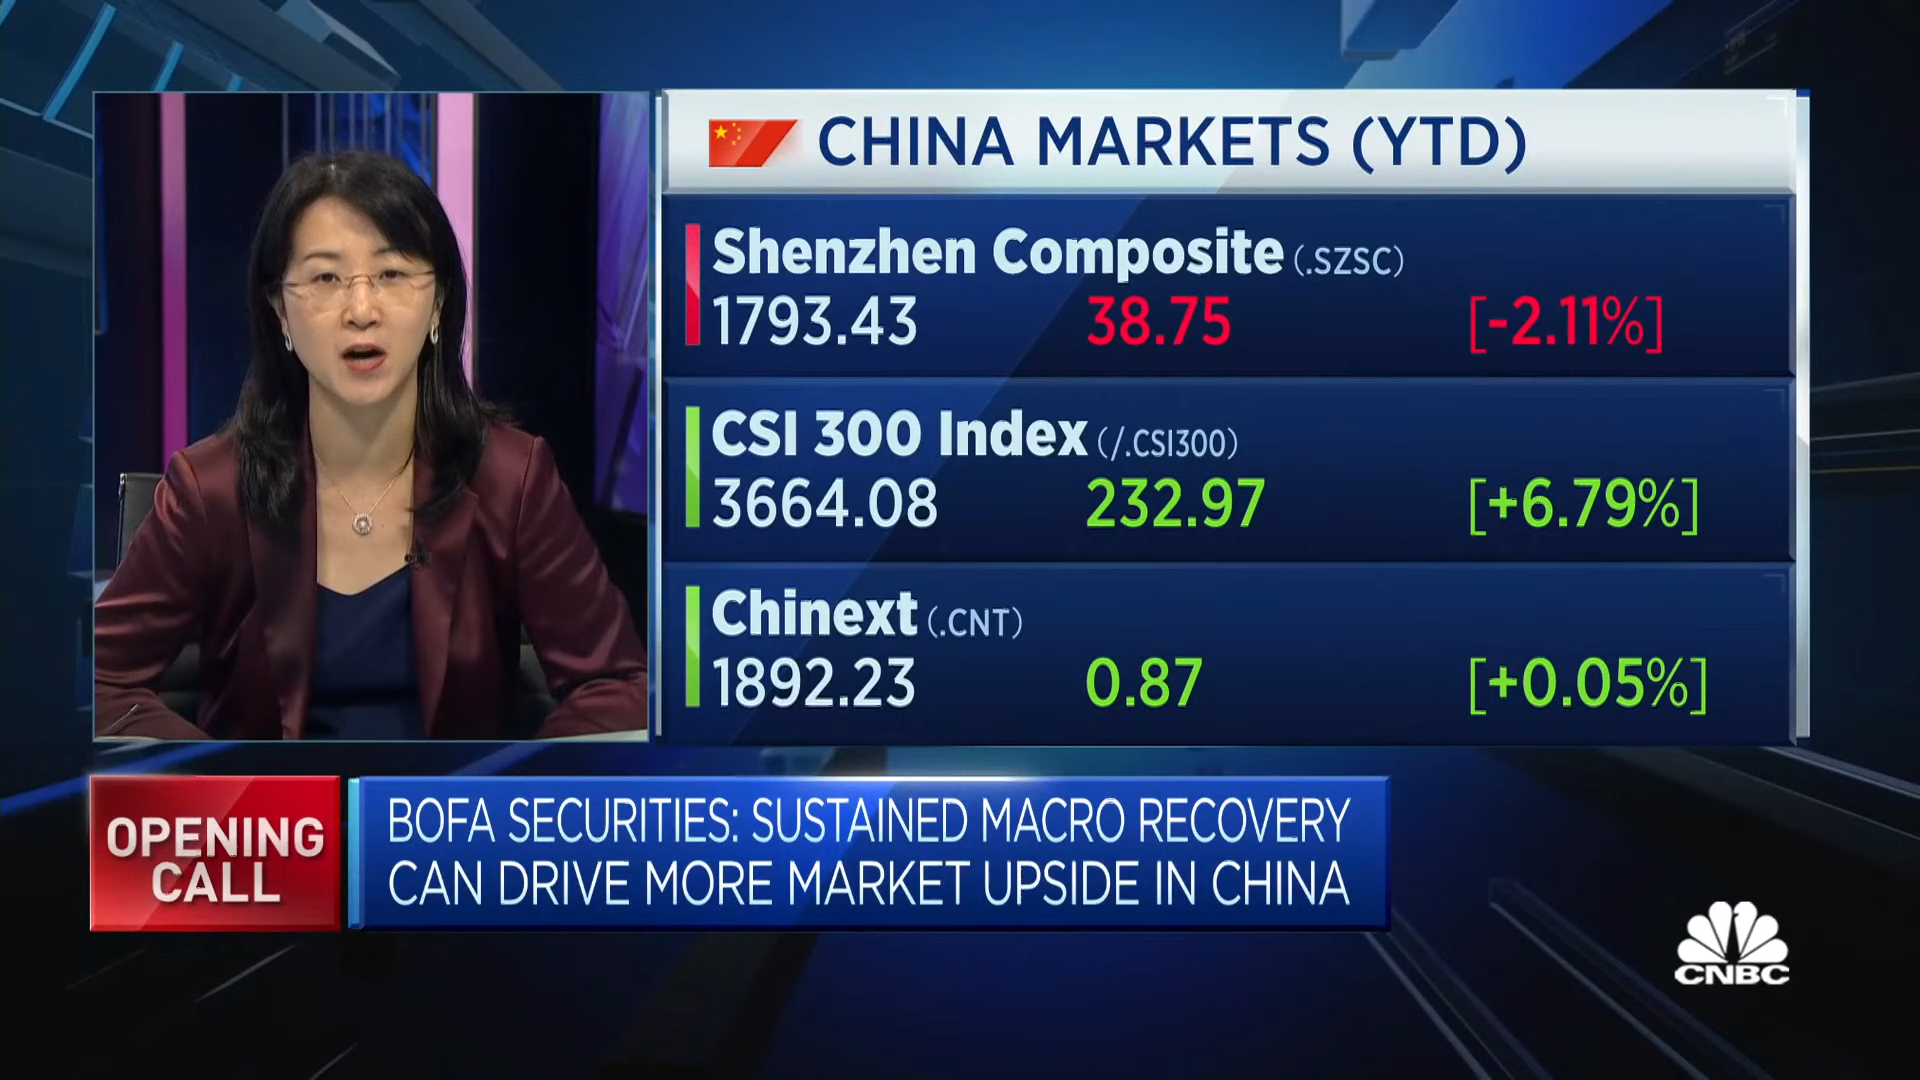 CHINA MARKETS (YTD)
Shenzhen Composite (.SZSC)
1793.43 38.75 [-2.11%]
CSI 300 Index (/.CSI300)
3664.08 232.97 [+6.79%]
Chinext (.CNT)
1892.23 0.87 [+0.05%]
OPENING
CALL
BOFA SECURITIES: SUSTAINED MACRO RECOVERY
CAN DRIVE MORE MARKET UPSIDE IN CHINA
CNBC